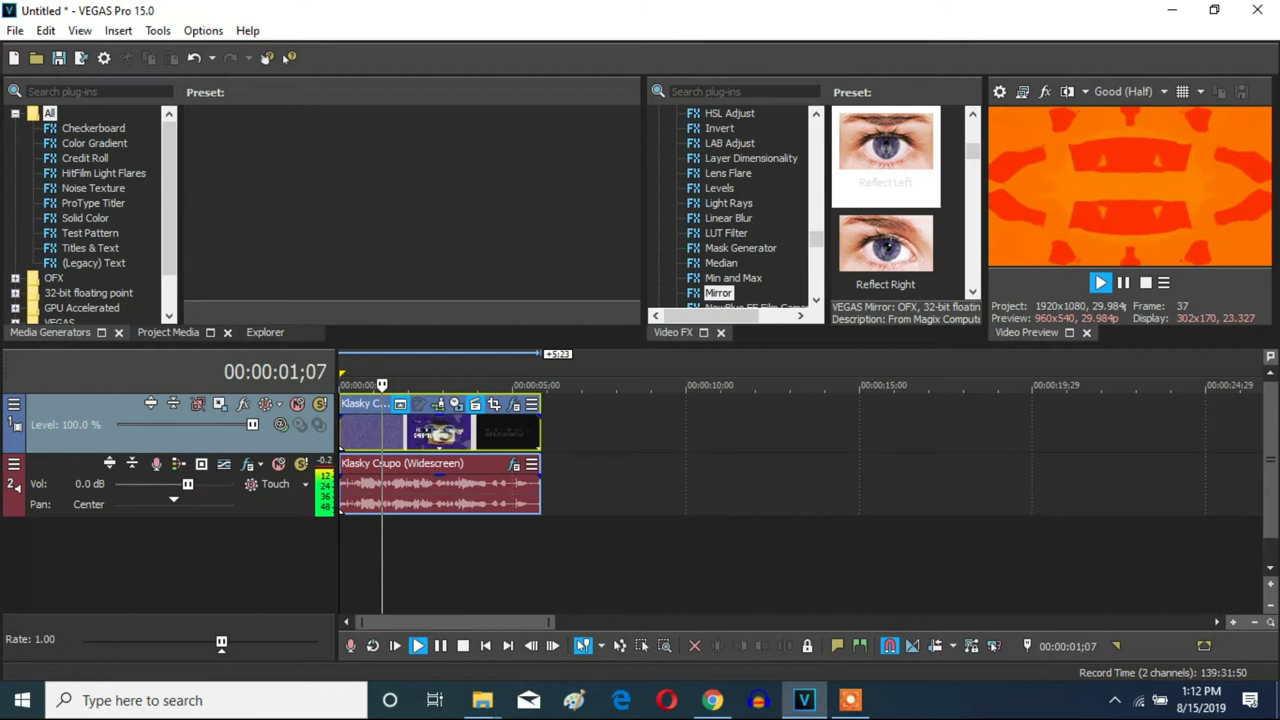 Untitled * - VEGAS Pro 15.0
File Edit View Insert Tools Options Help
Search plug-ins
Preset:
Search plug-ins
Preset:
Good (Half)
All
Checkerboard
Color Gradient
Credit Roll
HitFilm Light Flares
Noise Texture
ProType Titler
Solid Color
Test Pattern
Titles & Text
(Legacy) Text
OFX
32-bit floating point
GPU Accelerated
VEGAS
HSL Adjust
Invert
LAB Adjust
Layer Dimensionality
Lens Flare
Levels
Light Rays
Linear Blur
LUT Filter
Mask Generator
Median
Min and Max
Mirror
Reflect Left
Reflect Right
VEGAS Mirror: OFX, 32-bit floatin
Description: From Magix Compute
Project: 1920x1080, 29.984p
Frame: 37
Preview: 960x540, 29.984p
Display: 302x170, 23.327
Media Generators
Project Media
Explorer
Video FX
Video Preview
+5;23
00:00:01;07
00:00:00
00:00:05;00
00:00:10;00
00:00:15;00
00:00:19;29
00:00:24;29
1
Level: 100.0 %
Klasky C...
2
Vol: 0.0 dB
Touch
Pan: Center
-0.2
12
24
36
48
Klasky Csupo (Widescreen)
Rate: 1.00
00:00:01;07
Record Time (2 channels): 139:31:50
Type here to search
1:12 PM
8/15/2019